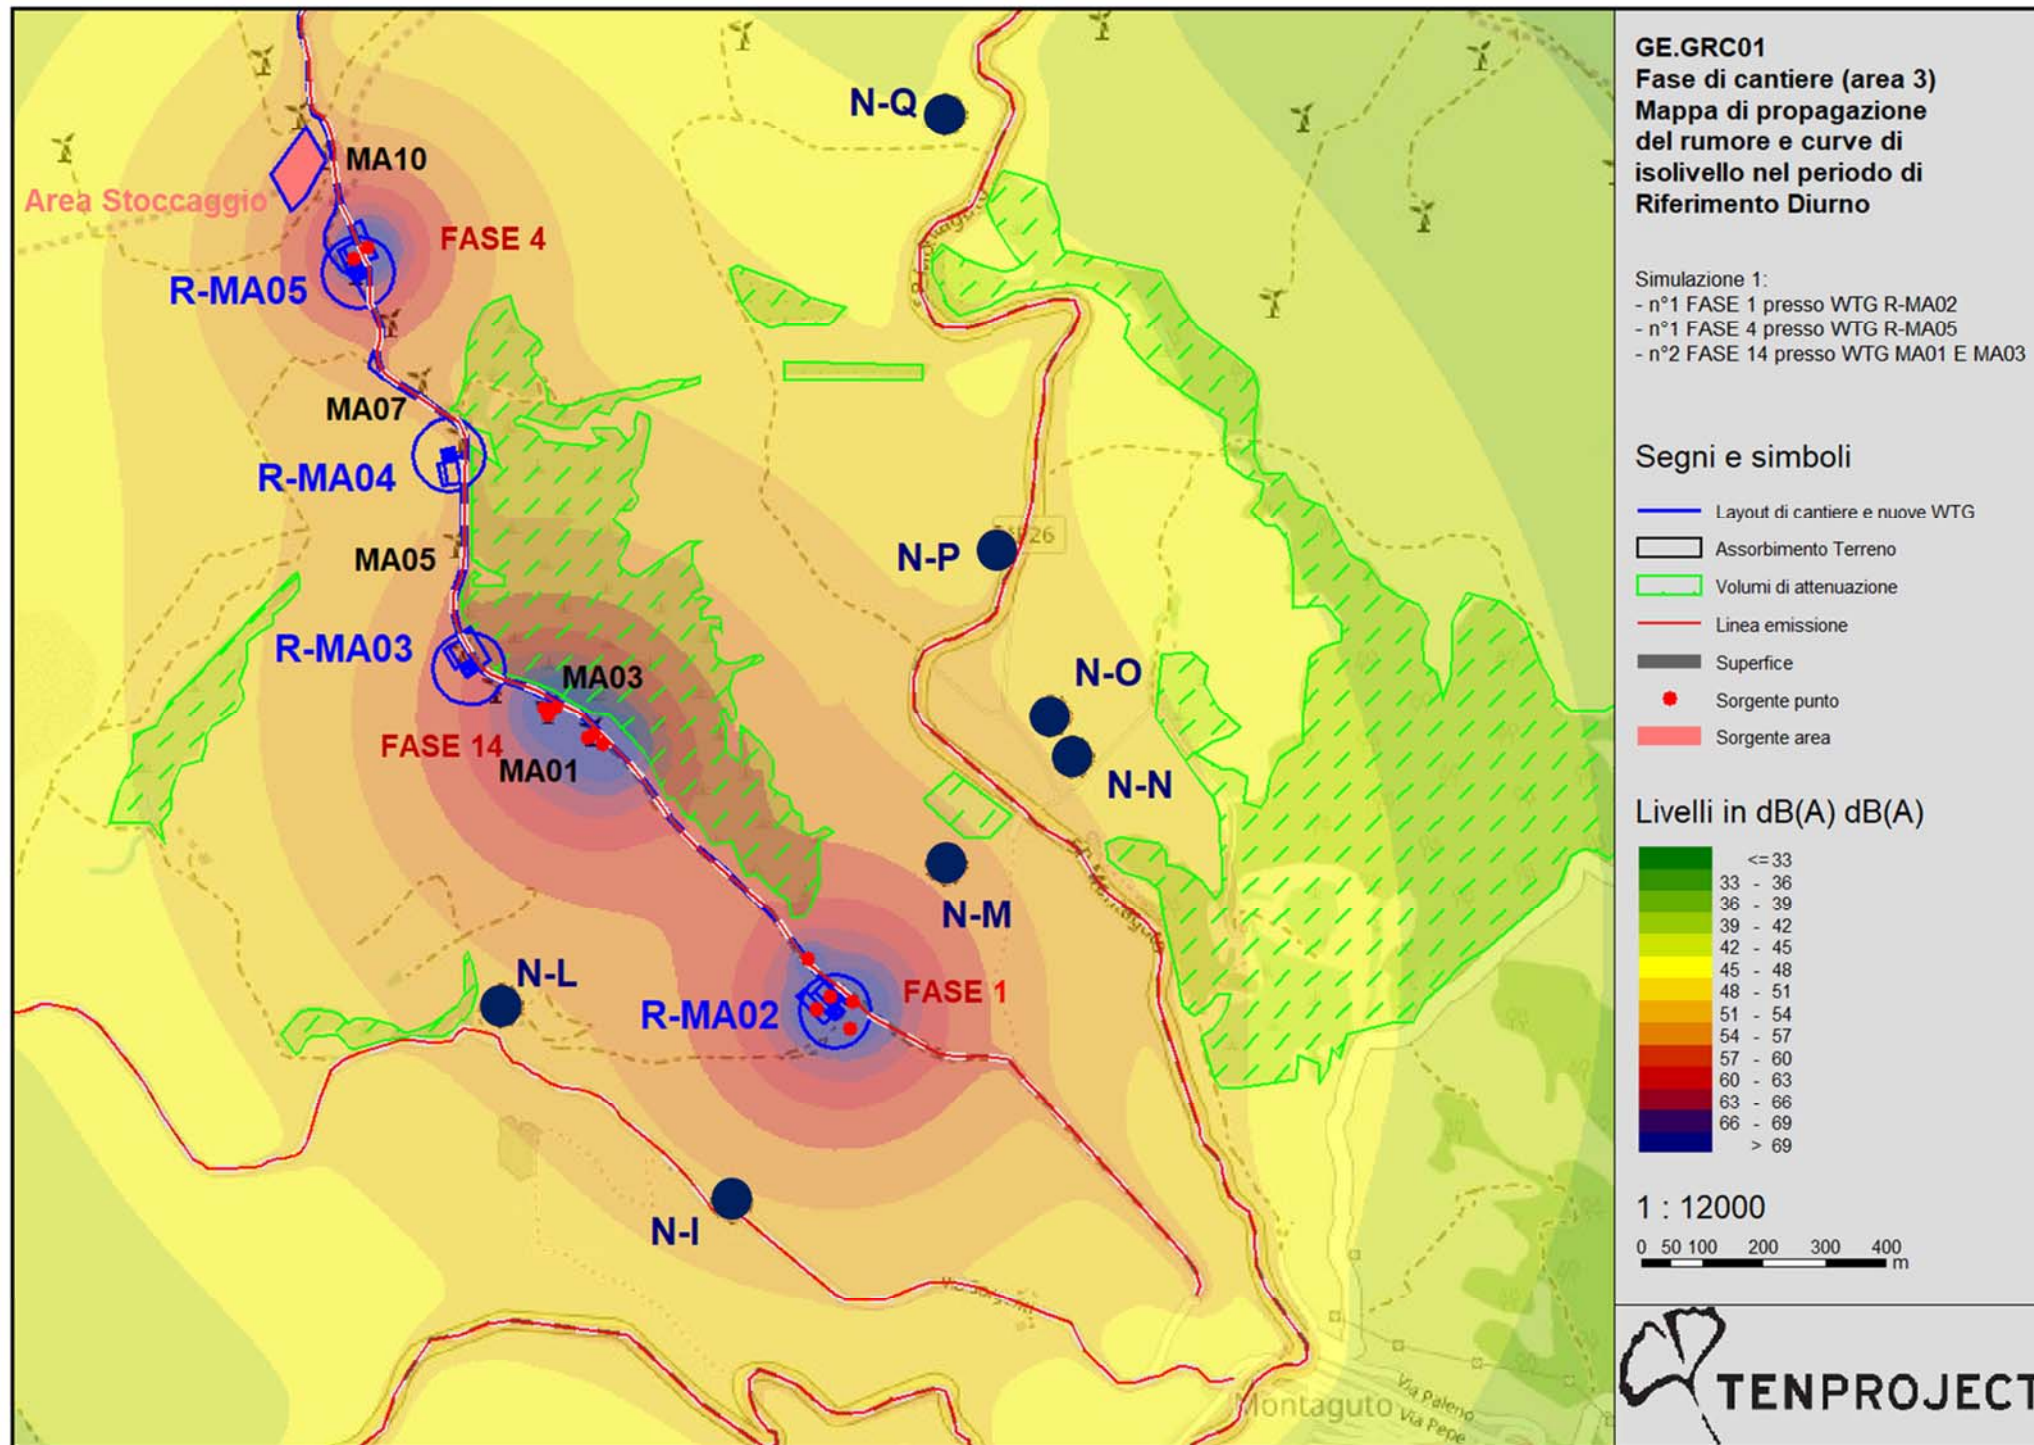 N-Q
MA10
Area Stoccaggio
FASE 4
R-MA05
MA07
R-MA04
MA05
N-P
R-MA03
MA03
N-O
FASE 14
MA01
N-N
N-M
N-L
R-MA02
FASE 1
N-I
Montaguto
Via Paleno
Via Pepe
GE.GRC01
Fase di cantiere (area 3)
Mappa di propagazione
del rumore e curve di
isolivello nel periodo di
Riferimento Diurno
Simulazione 1:
- n°1 FASE 1 presso WTG R-MA02
- n°1 FASE 4 presso WTG R-MA05
- n°2 FASE 14 presso WTG MA01 E MA03
Segni e simboli
Layout di cantiere e nuove WTG
Assorbimento Terreno
Volumi di attenuazione
Linea emissione
Superfice
Sorgente punto
Sorgente area
Livelli in dB(A) dB(A)
<= 33
33 - 36
36 - 39
39 - 42
42 - 45
45 - 48
48 - 51
51 - 54
54 - 57
57 - 60
60 - 63
63 - 66
66 - 69
> 69
1 : 12000
0 50 100 200 300 400
m
TENPROJECT